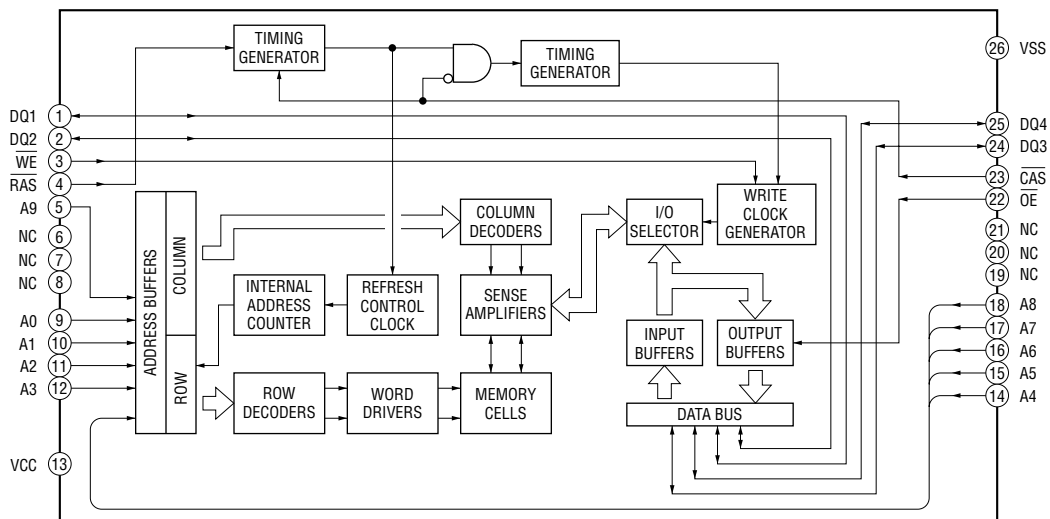 TIMING
GENERATOR
TIMING
GENERATOR
26 VSS
DQ1 1
DQ2 2
WE 3
RAS 4
A9 5
NC 6
NC 7
NC 8
A0 9
A1 10
A2 11
A3 12
VCC 13
25 DQ4
24 DQ3
23 CAS
22 OE
21 NC
20 NC
19 NC
18 A8
17 A7
16 A6
15 A5
14 A4
ADDRESS BUFFERS
COLUMN
ROW
COLUMN
DECODERS
I/O
SELECTOR
WRITE
CLOCK
GENERATOR
INTERNAL
ADDRESS
COUNTER
REFRESH
CONTROL
CLOCK
SENSE
AMPLIFIERS
INPUT
BUFFERS
OUTPUT
BUFFERS
ROW
DECODERS
WORD
DRIVERS
MEMORY
CELLS
DATA BUS